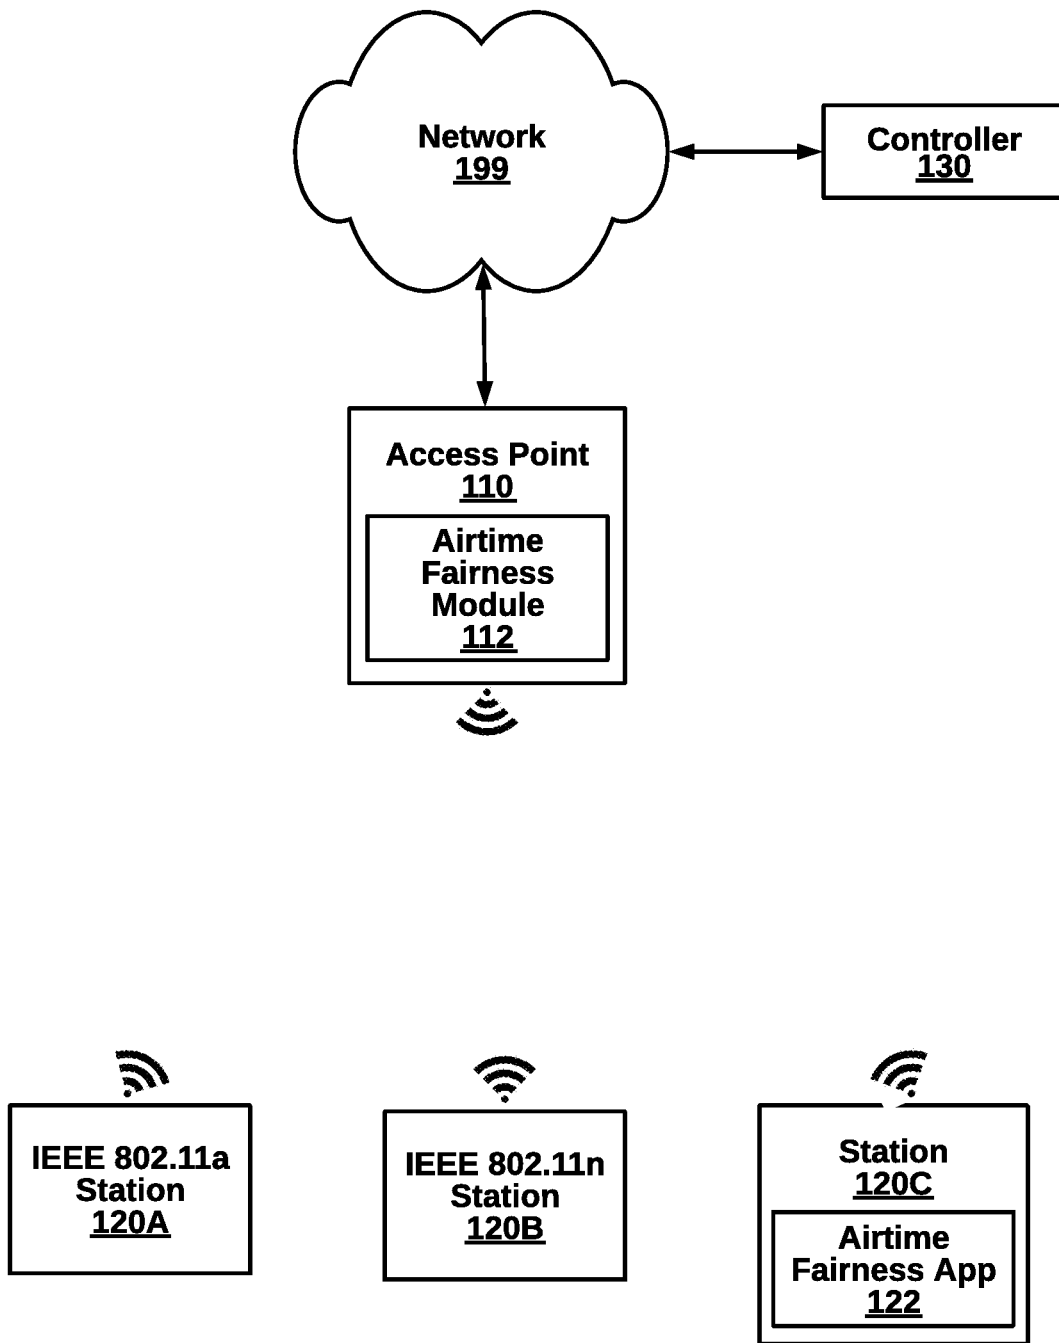 Network
199
Controller
130
Access Point
110
Airtime
Fairness
Module
112
IEEE 802.11a
Station
120A
IEEE 802.11n
Station
120B
Station
120C
Airtime
Fairness App
122